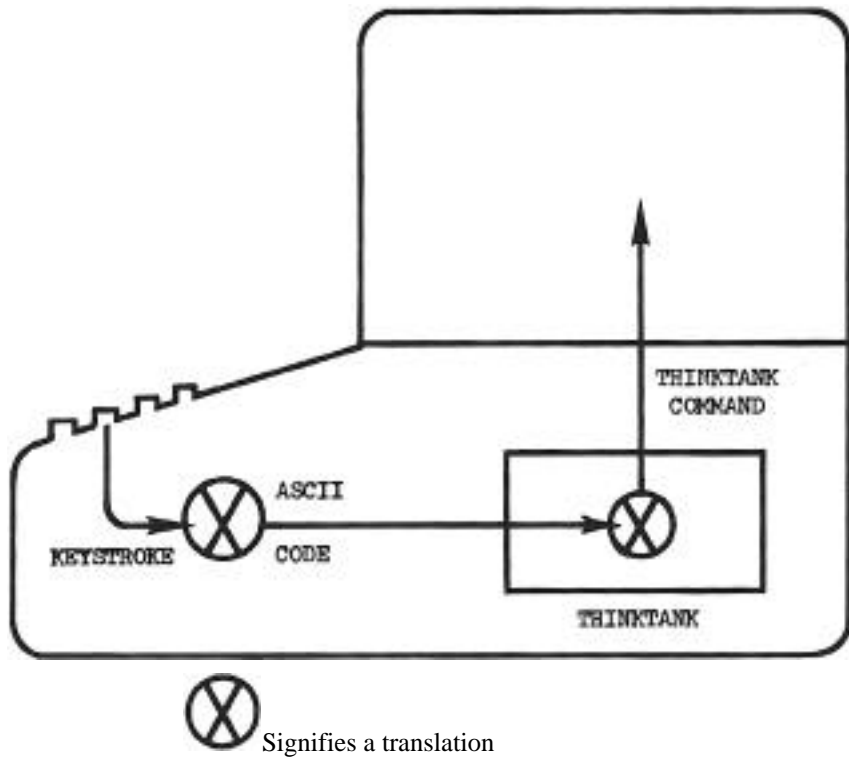 THINKTANK
COMMAND
ASCII
KEYSTROKE
CODE
THINKTANK
Signifies a translation